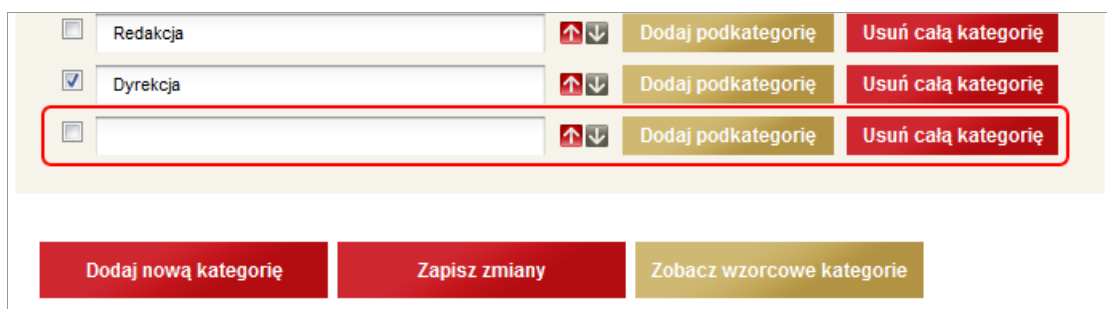 Redakcja Dodaj podkategorię Usuń całą kategorię
Dyrekcja Dodaj podkategorię Usuń całą kategorię
Dodaj podkategorię Usuń całą kategorię
Dodaj nową kategorię Zapisz zmiany Zobacz wzorcowe kategorie